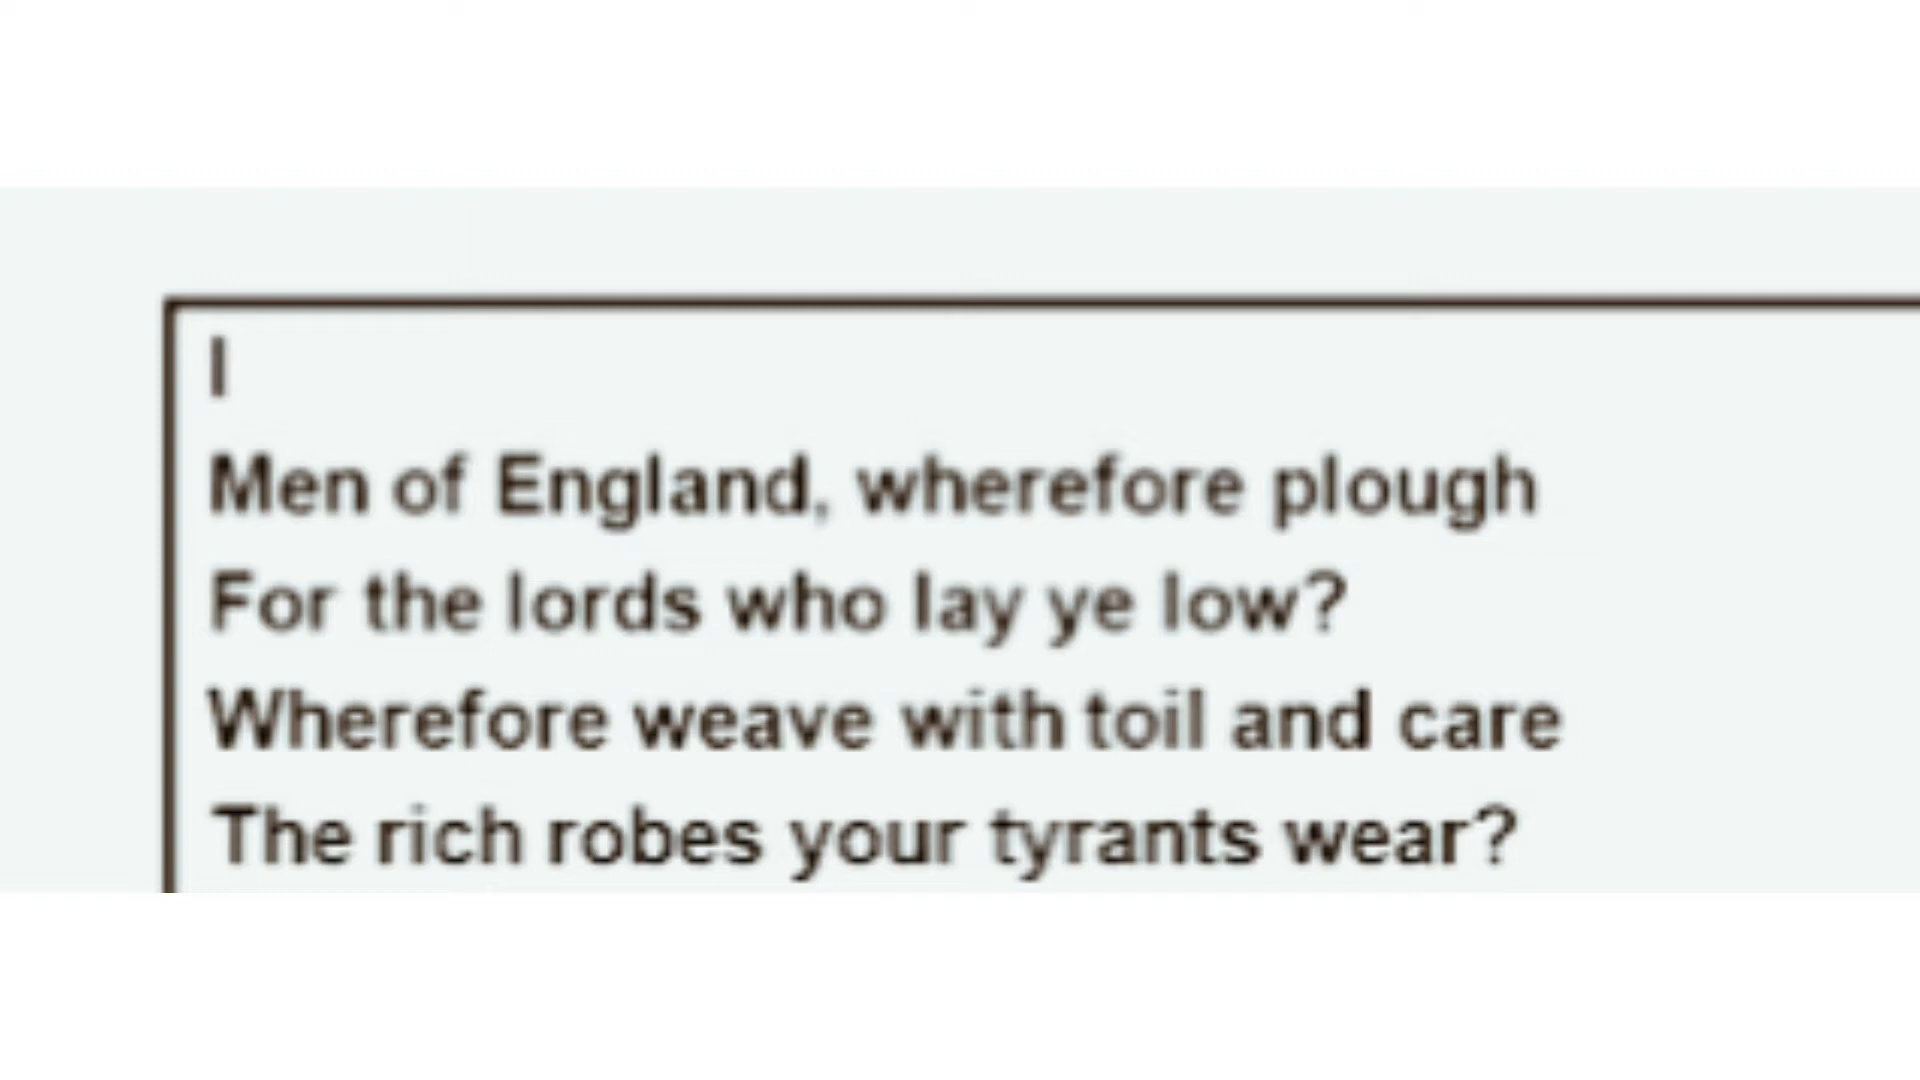 I
Men of England, wherefore plough
For the lords who lay ye low?
Wherefore weave with toil and care
The rich robes your tyrants wear?